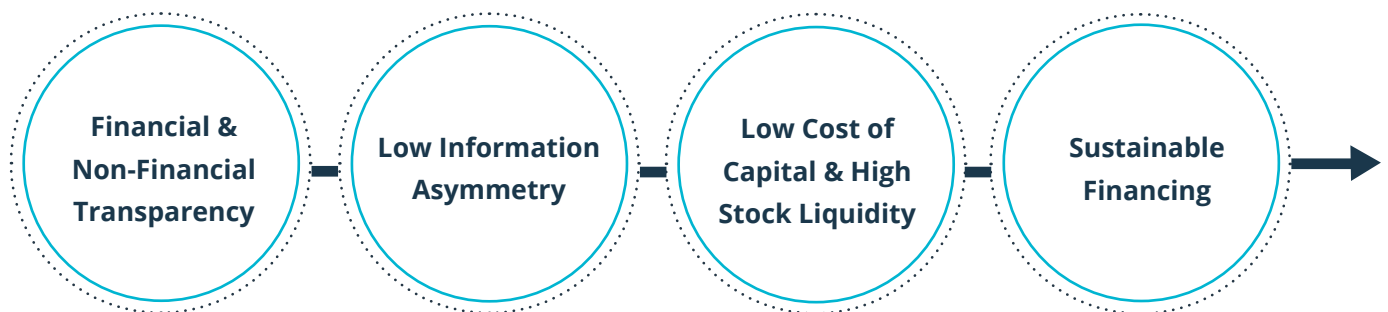 Financial &
Non-Financial
Transparency
Low Information
Asymmetry
Low Cost of
Capital & High
Stock Liquidity
Sustainable
Financing